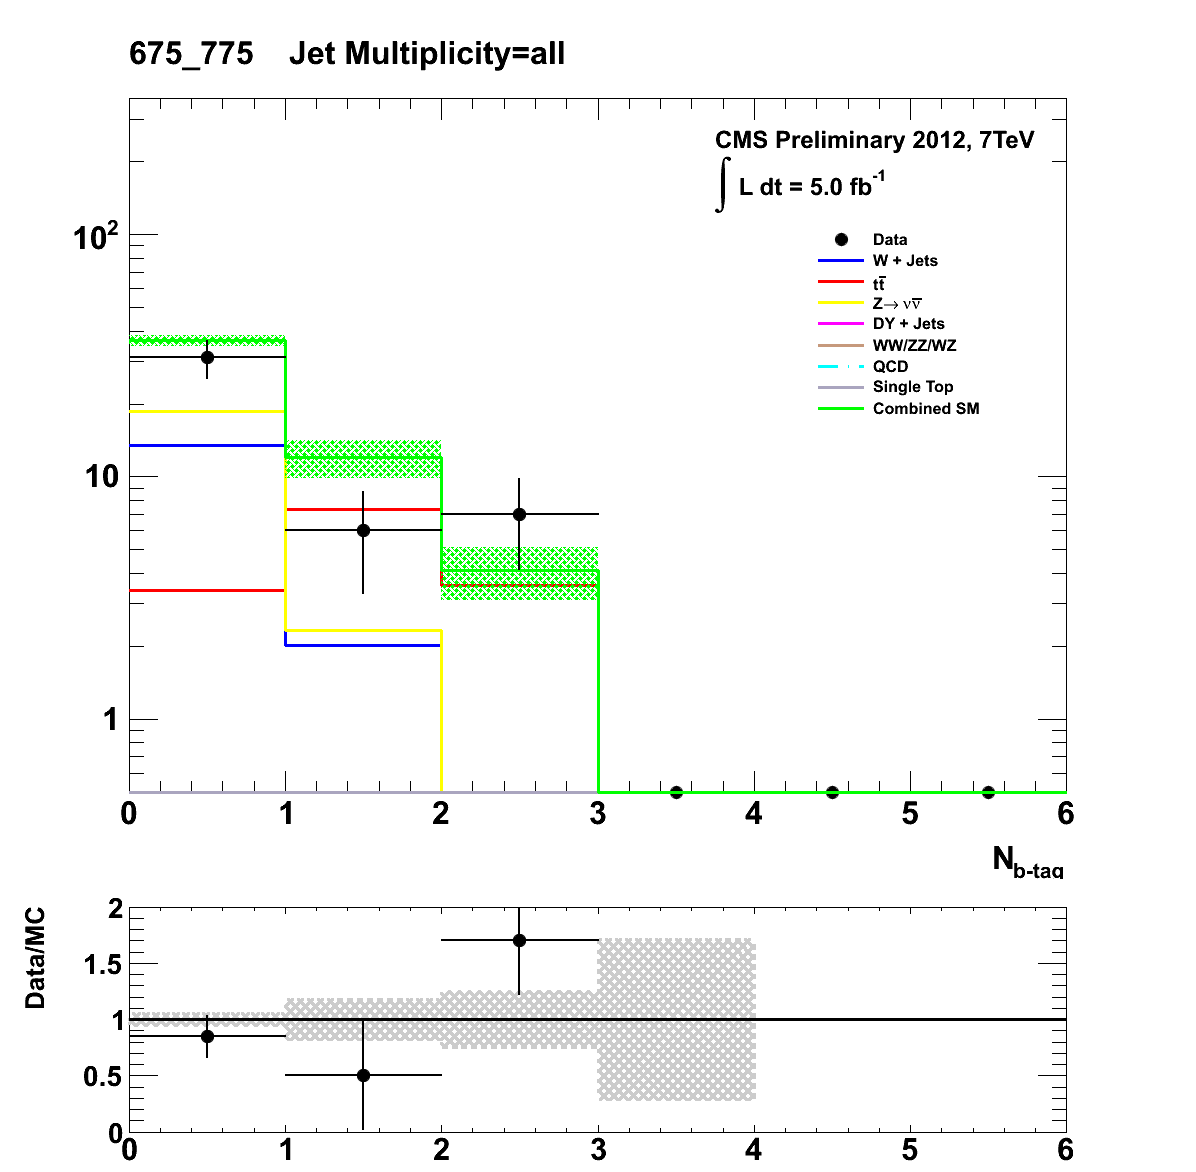 675_775 Jet Multiplicity=all
CMS Preliminary 2012, 7TeV
∫ L dt = 5.0 fb⁻¹
Data
W + Jets
tt̅
Z→ νν̅
DY + Jets
WW/ZZ/WZ
QCD
Single Top
Combined SM
10²
10
1
0 1 2 3 4 5 6
N_b-tag
Data/MC
2
1.5
1
0.5
0
0 1 2 3 4 5 6